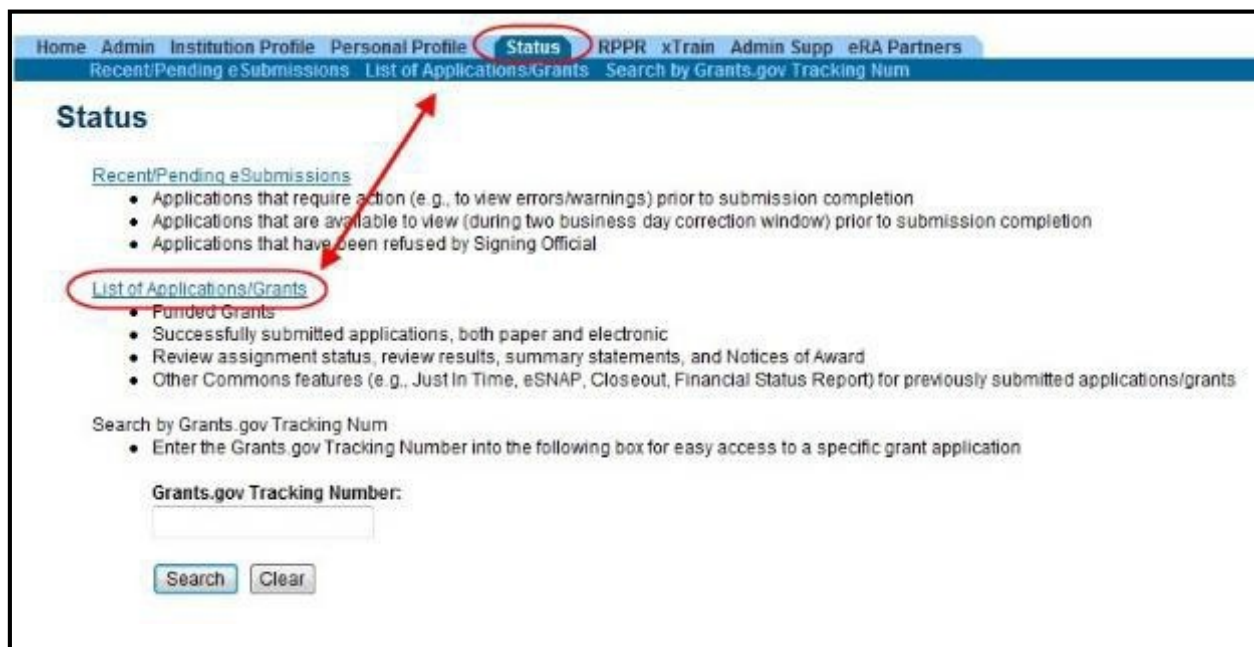 Home Admin Institution Profile Personal Profile Status RPPR xTrain Admin Supp eRA Partners
Recent/Pending eSubmissions List of Applications/Grants Search by Grants.gov Tracking Num
Status
Recent/Pending eSubmissions
• Applications that require action (e.g., to view errors/warnings) prior to submission completion
• Applications that are available to view (during two business day correction window) prior to submission completion
• Applications that have been refused by Signing Official
List of Applications/Grants
• Funded Grants
• Successfully submitted applications, both paper and electronic
• Review assignment status, review results, summary statements, and Notices of Award
• Other Commons features (e.g., Just In Time, eSNAP, Closeout, Financial Status Report) for previously submitted applications/grants
Search by Grants.gov Tracking Num
• Enter the Grants.gov Tracking Number into the following box for easy access to a specific grant application
Grants.gov Tracking Number:
Search Clear